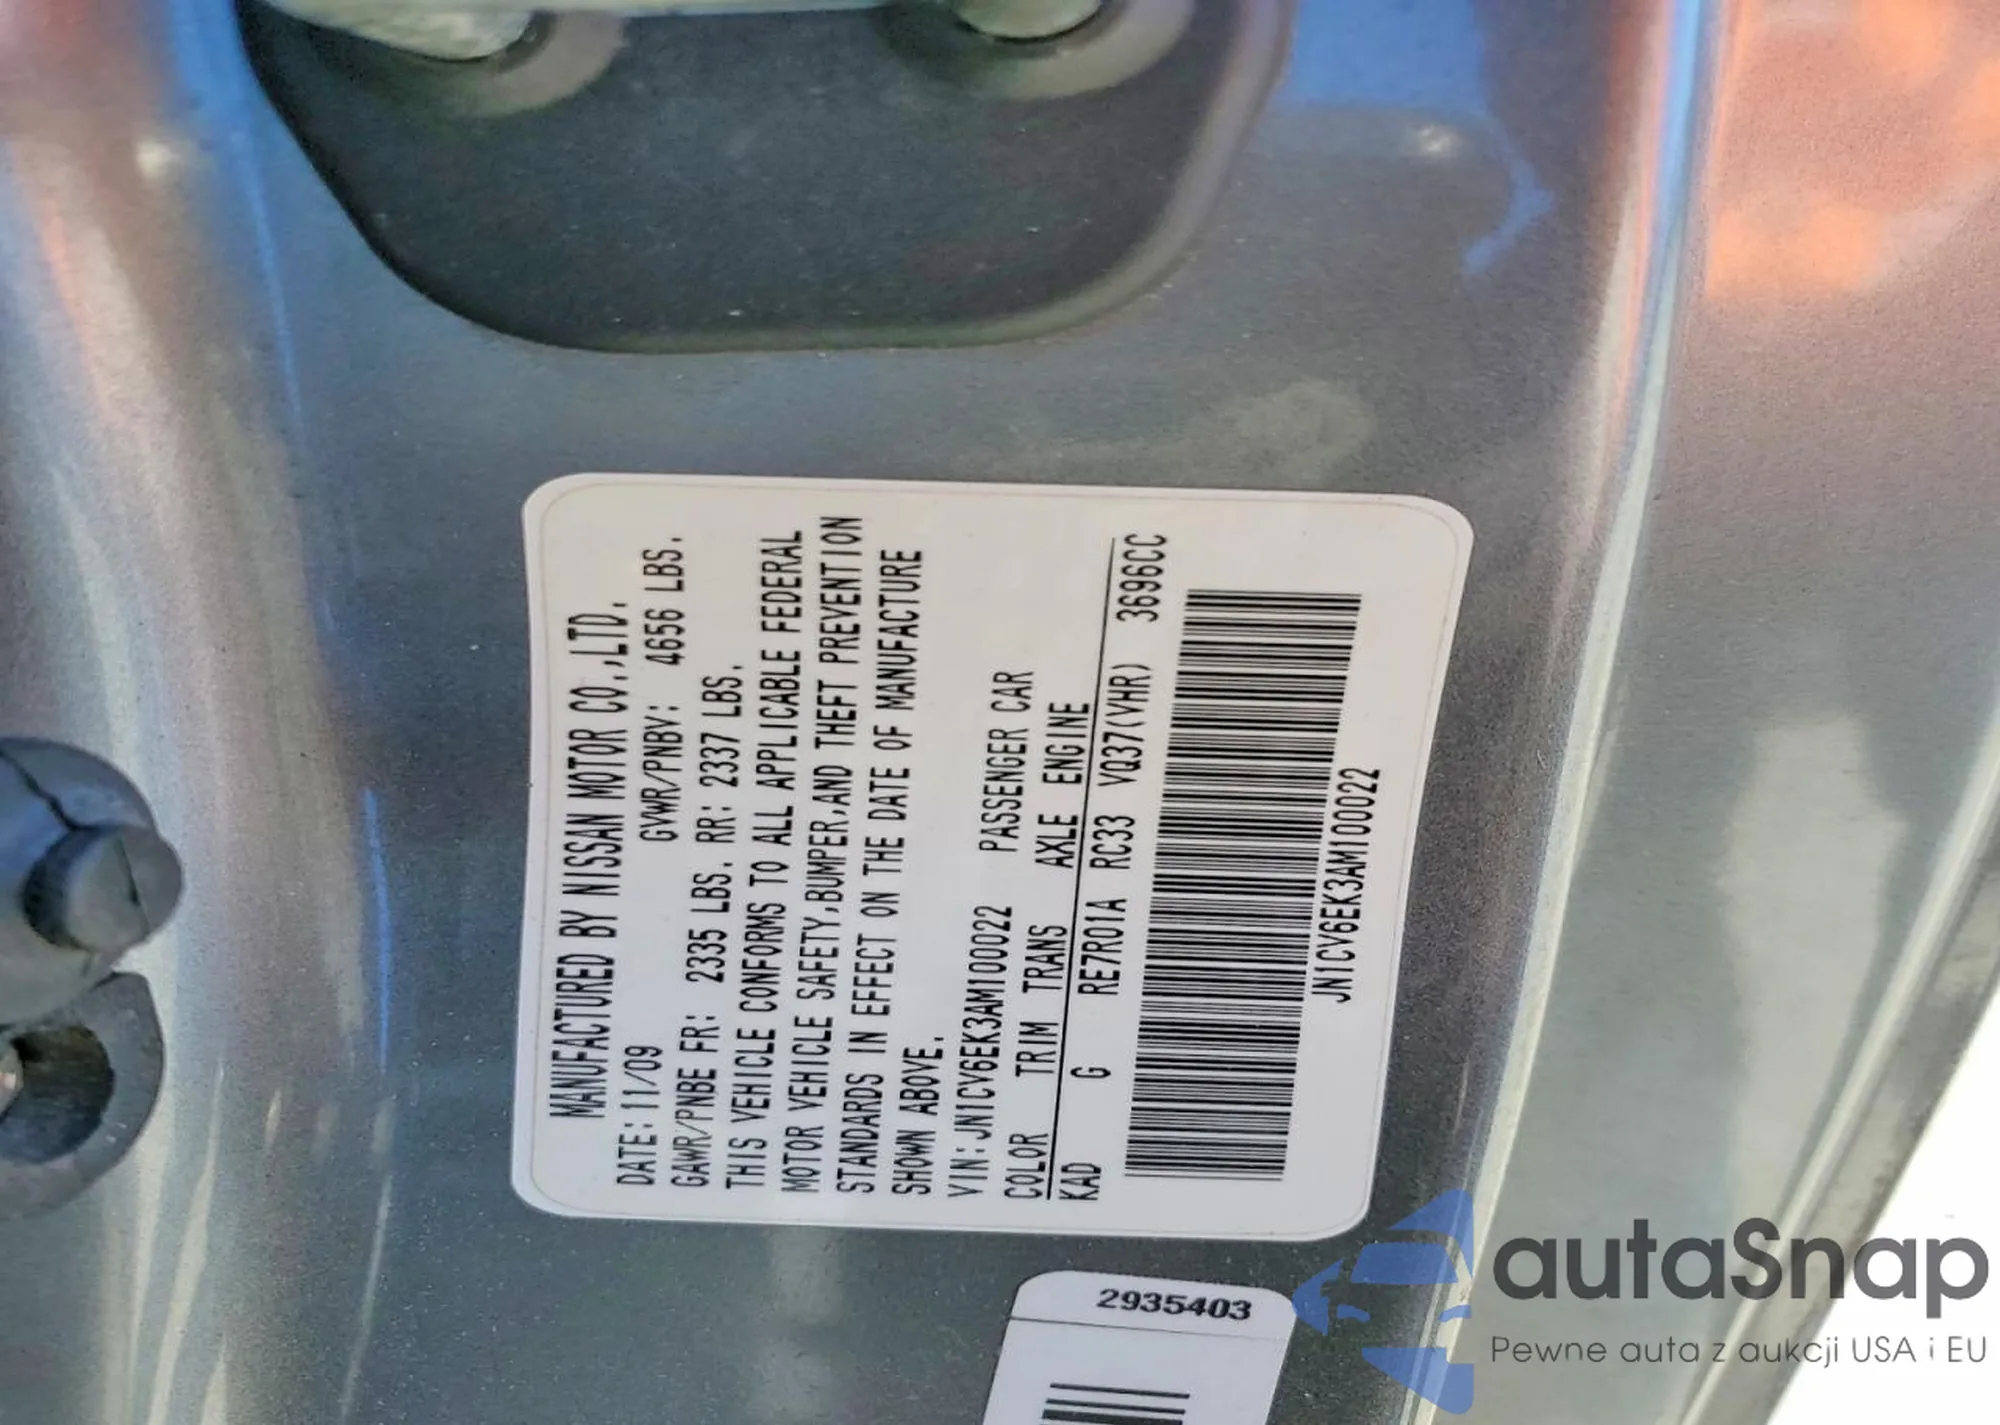 MANUFACTURED BY NISSAN MOTOR CO.,LTD.
DATE:11/09 GVWR/PNBV: 4656 LBS.
GAWR/PNBE FR: 2335 LBS. RR: 2337 LBS.
THIS VEHICLE CONFORMS TO ALL APPLICABLE FEDERAL
MOTOR VEHICLE SAFETY,BUMPER,AND THEFT PREVENTION
STANDARDS IN EFFECT ON THE DATE OF MANUFACTURE
SHOWN ABOVE.
VIN:JN1CV6EK3AM100022 PASSENGER CAR
COLOR TRIM TRANS AXLE ENGINE
KAD G RE7R01A RC33 VQ37(VHR) 3696CC
JN1CV6EK3AM100022
2935403
autaSnap
Pewne auta z aukcji USA i EU